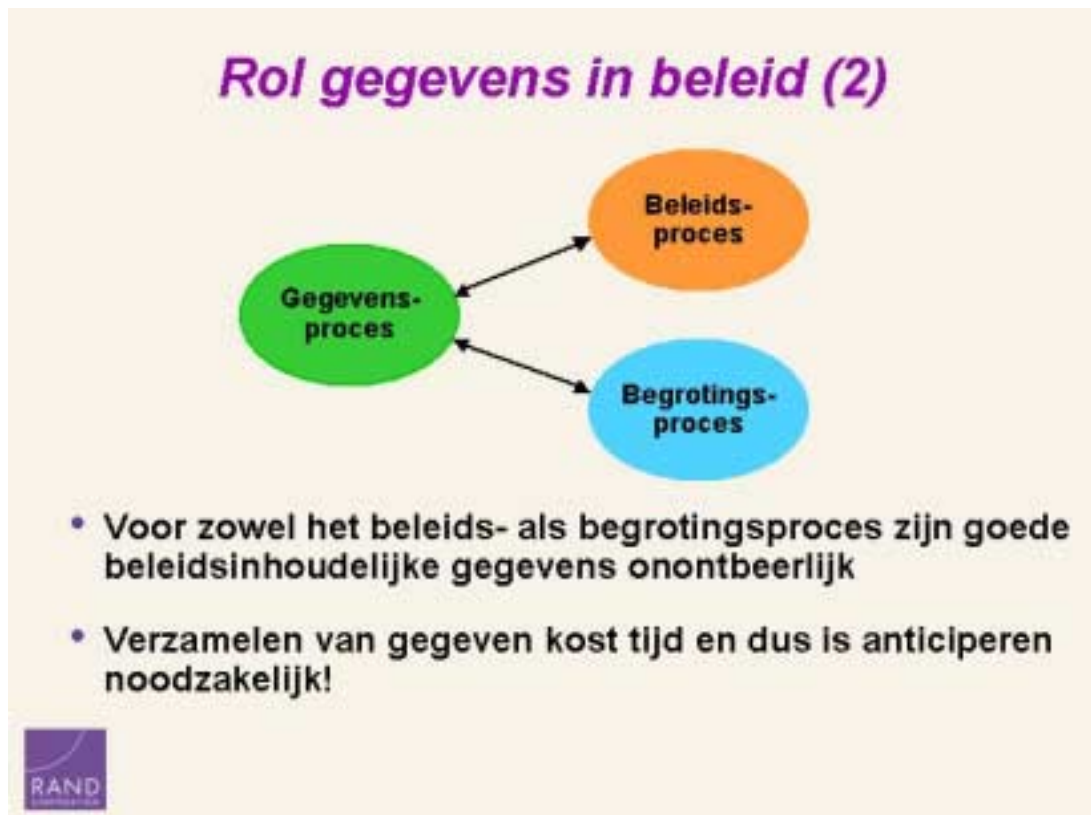 Rol gegevens in beleid (2)
Beleids-
proces
Gegevens-
proces
Begrotings-
proces
• Voor zowel het beleids- als begrotingsproces zijn goede
beleidsinhoudelijke gegevens onontbeerlijk
• Verzamelen van gegeven kost tijd en dus is anticiperen
noodzakelijk!
RAND